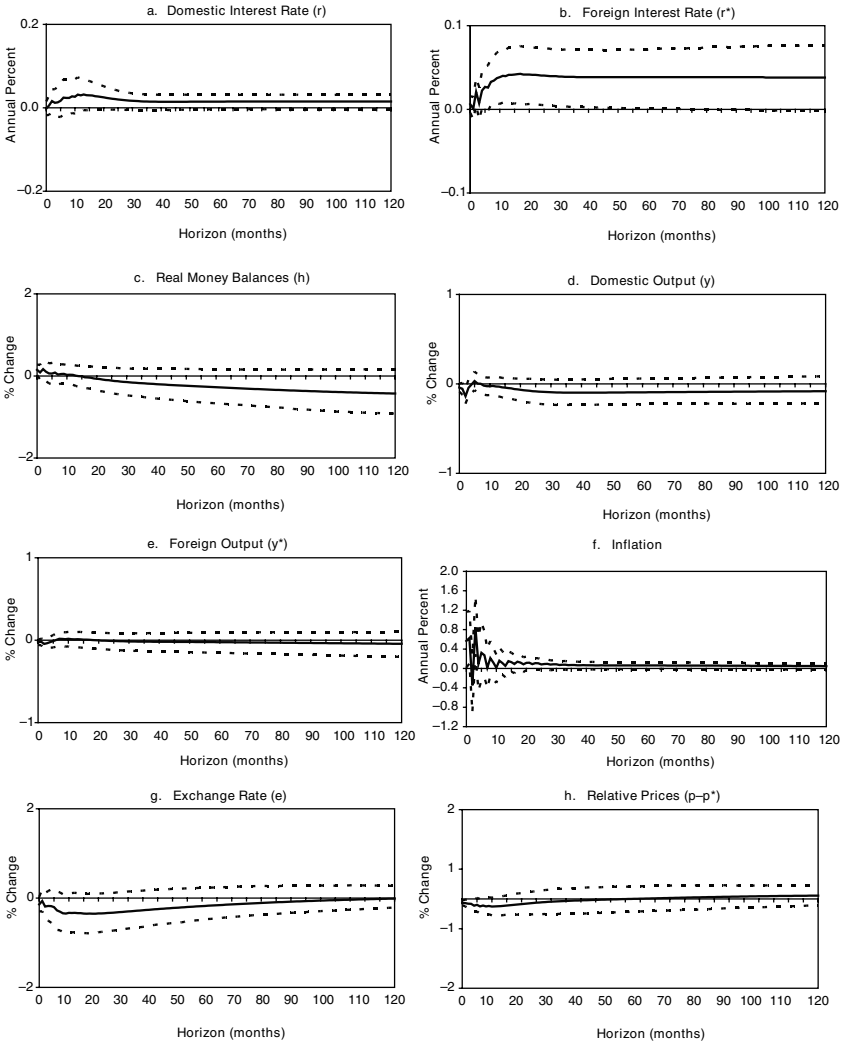 a. Domestic Interest Rate (r)
Annual Percent
0.2
0.0
–0.2
0 10 20 30 40 50 60 70 80 90 100 110 120
Horizon (months)
b. Foreign Interest Rate (r*)
Annual Percent
0.1
0.0
–0.1
0 10 20 30 40 50 60 70 80 90 100 110 120
Horizon (months)
c. Real Money Balances (h)
% Change
2
0
–2
0 10 20 30 40 50 60 70 80 90 100 110 120
Horizon (months)
d. Domestic Output (y)
% Change
1
0
–1
0 10 20 30 40 50 60 70 80 90 100 110 120
Horizon (months)
e. Foreign Output (y*)
% Change
1
0
–1
0 10 20 30 40 50 60 70 80 90 100 110 120
Horizon (months)
f. Inflation
Annual Percent
2.0
1.6
1.2
0.8
0.4
0.0
–0.4
–0.8
–1.2
0 10 20 30 40 50 60 70 80 90 100 110 120
Horizon (months)
g. Exchange Rate (e)
% Change
2
0
–2
0 10 20 30 40 50 60 70 80 90 100 110 120
Horizon (months)
h. Relative Prices (p–p*)
% Change
2
1
–1
–2
0 10 20 30 40 50 60 70 80 90 100 110 120
Horizon (months)